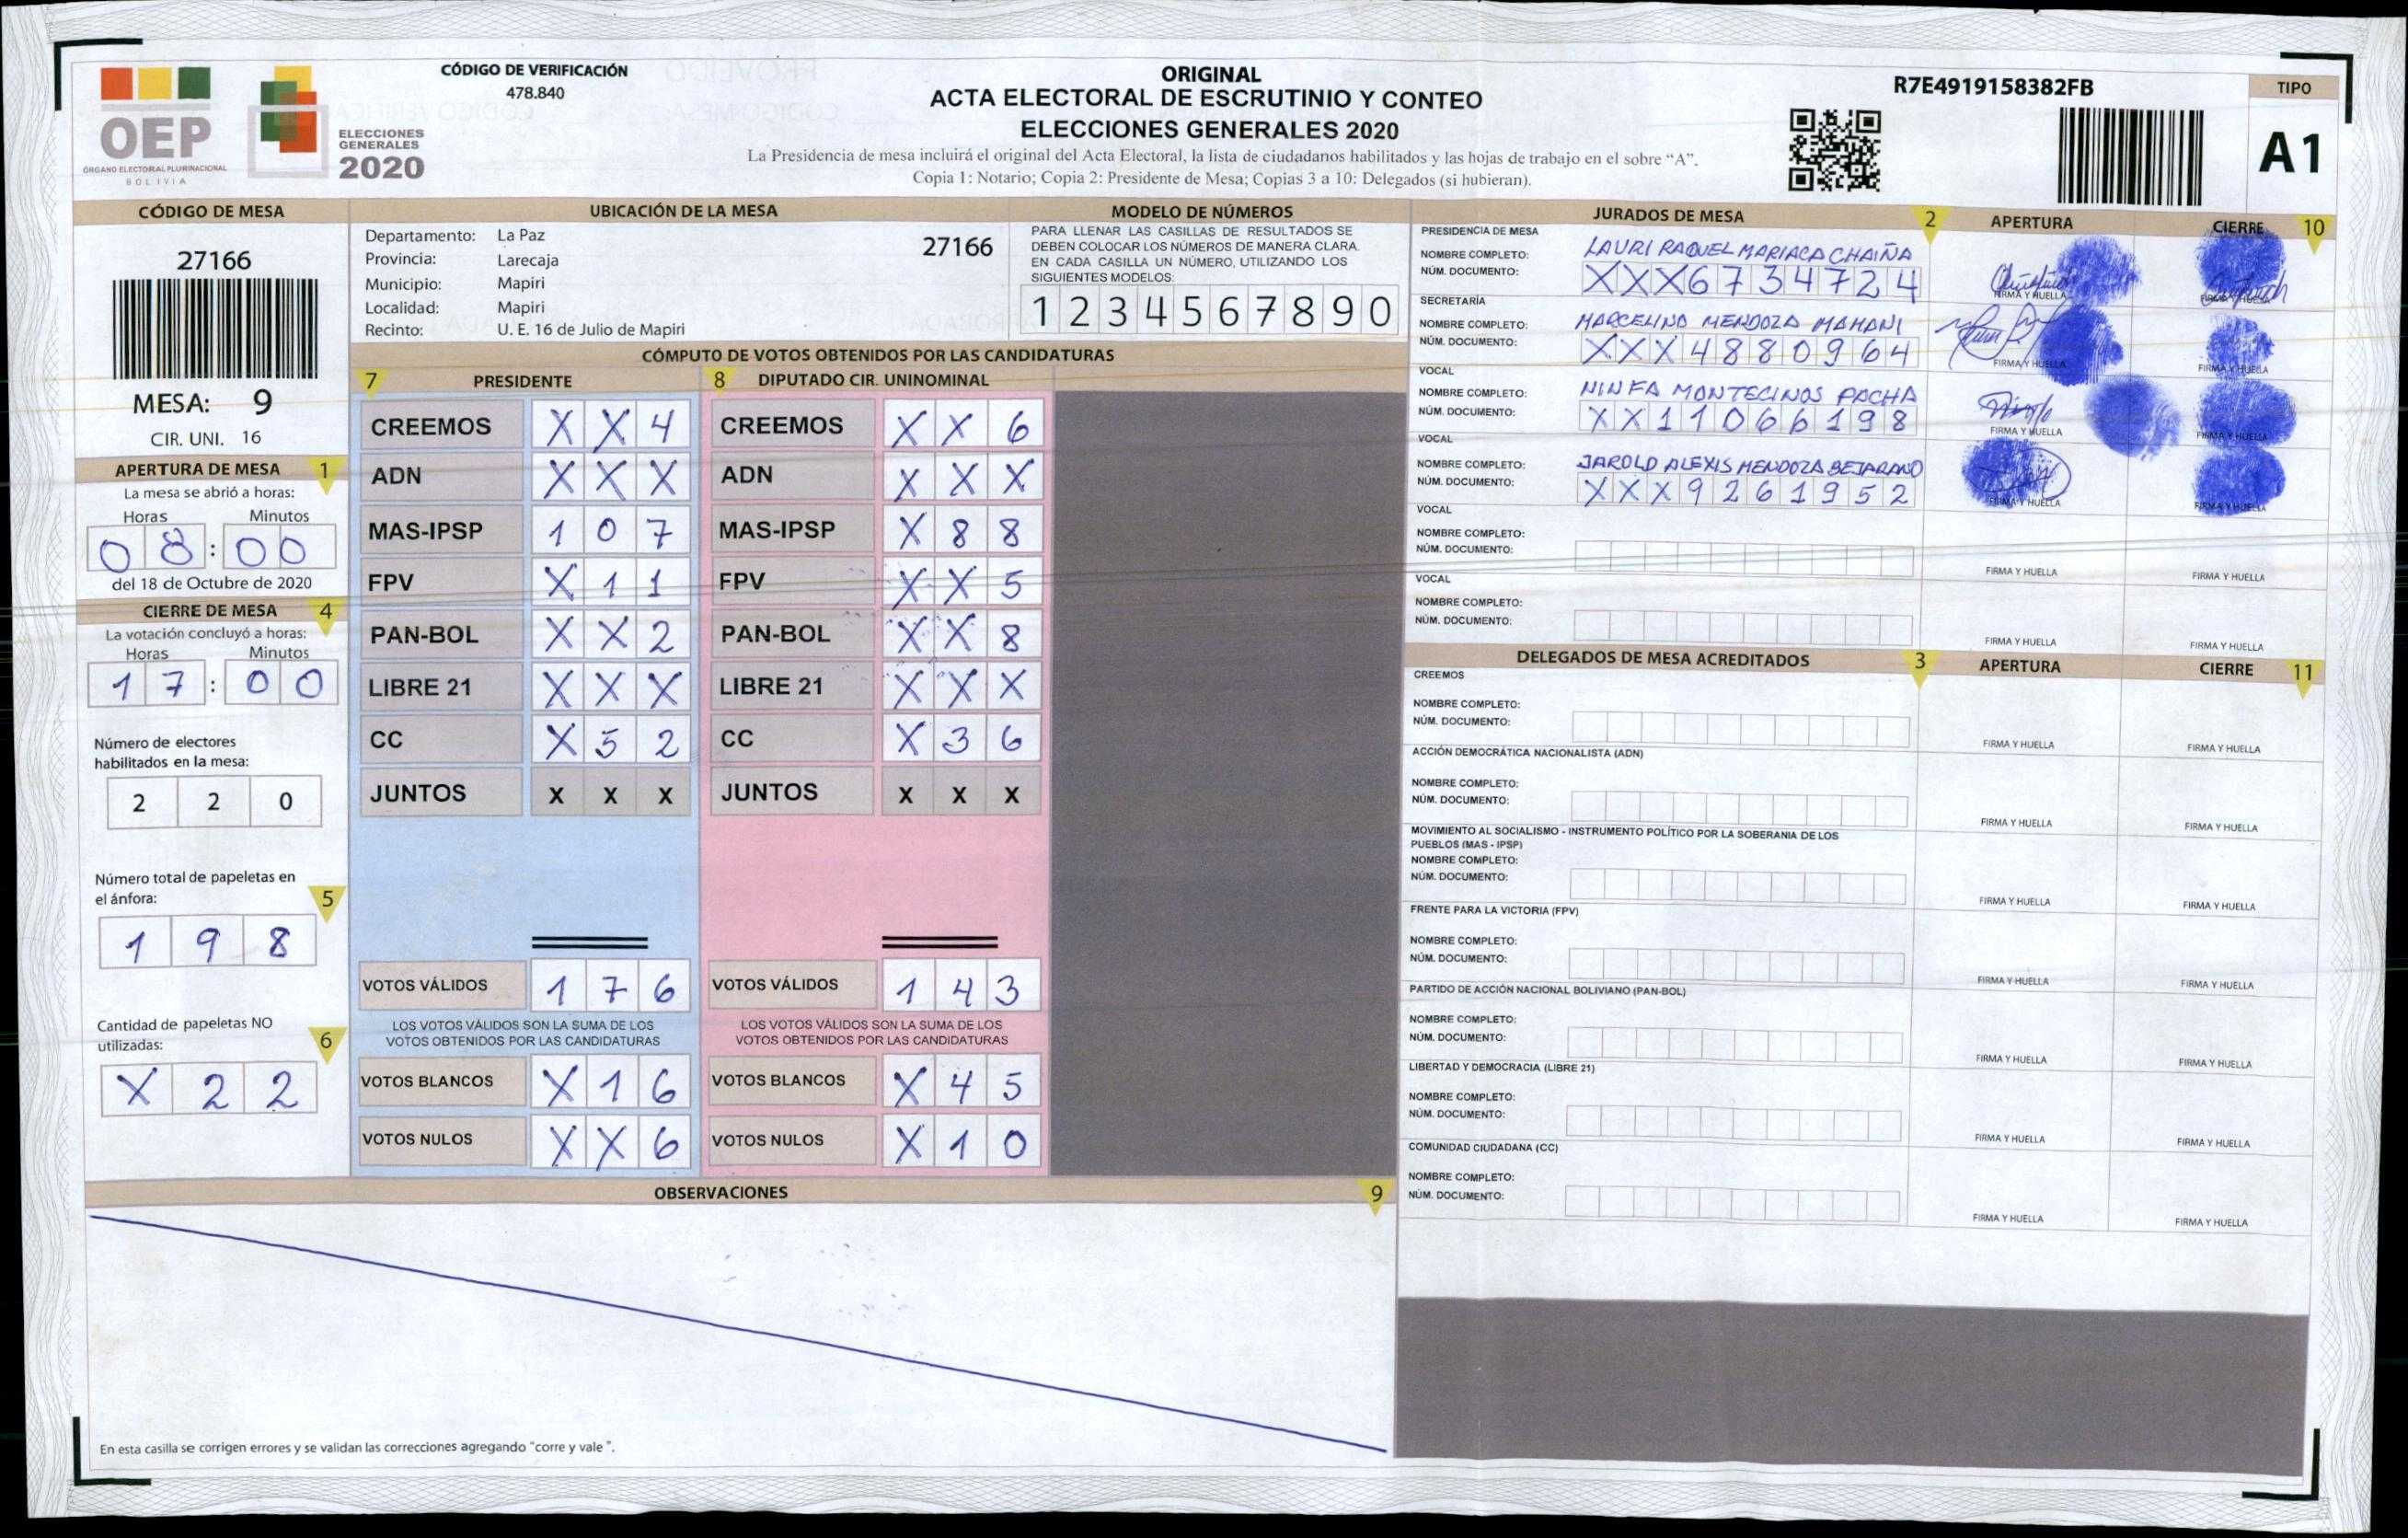 OEP
ÓRGANO ELECTORAL PLURINACIONAL
BOLIVIA
ELECCIONES
GENERALES
2020
CÓDIGO DE VERIFICACIÓN
478.840
ORIGINAL
ACTA ELECTORAL DE ESCRUTINIO Y CONTEO
ELECCIONES GENERALES 2020
La Presidencia de mesa incluirá el original del Acta Electoral, la lista de ciudadanos habilitados y las hojas de trabajo en el sobre “A”.
Copia 1: Notario; Copia 2: Presidente de Mesa; Copias 3 a 10: Delegados (si hubieran).
R7E4919158382FB
TIPO
A1
CÓDIGO DE MESA
27166
MESA: 9
CIR. UNI. 16
APERTURA DE MESA 1
La mesa se abrió a horas:
Horas Minutos
08:00
del 18 de Octubre de 2020
CIERRE DE MESA 4
La votación concluyó a horas:
Horas Minutos
17:00
Número de electores
habilitados en la mesa:
2 2 0
Número total de papeletas en
el ánfora: 5
1 9 8
Cantidad de papeletas NO
utilizadas: 6
X 2 2
UBICACIÓN DE LA MESA
Departamento: La Paz 27166
Provincia: Larecaja
Municipio: Mapiri
Localidad: Mapiri
Recinto: U. E. 16 de Julio de Mapiri
MODELO DE NÚMEROS
PARA LLENAR LAS CASILLAS DE RESULTADOS SE
DEBEN COLOCAR LOS NÚMEROS DE MANERA CLARA.
EN CADA CASILLA UN NÚMERO, UTILIZANDO LOS
SIGUIENTES MODELOS:
1 2 3 4 5 6 7 8 9 0
CÓMPUTO DE VOTOS OBTENIDOS POR LAS CANDIDATURAS
7 PRESIDENTE 8 DIPUTADO CIR. UNINOMINAL
CREEMOS X X 4 CREEMOS X X 6
ADN X X X ADN X X X
MAS-IPSP 1 0 7 MAS-IPSP X 8 8
FPV X 1 1 FPV X X 5
PAN-BOL X X 2 PAN-BOL X X 8
LIBRE 21 X X X LIBRE 21 X X X
CC X 5 2 CC X 3 6
JUNTOS X X X JUNTOS X X X
VOTOS VÁLIDOS 1 7 6 VOTOS VÁLIDOS 1 4 3
LOS VOTOS VÁLIDOS SON LA SUMA DE LOS LOS VOTOS VÁLIDOS SON LA SUMA DE LOS
VOTOS OBTENIDOS POR LAS CANDIDATURAS VOTOS OBTENIDOS POR LAS CANDIDATURAS
VOTOS BLANCOS X 1 6 VOTOS BLANCOS X 4 5
VOTOS NULOS X X 6 VOTOS NULOS X 1 0
OBSERVACIONES 9
En esta casilla se corrigen errores y se validan las correcciones agregando “corre y vale”.
JURADOS DE MESA 2 APERTURA CIERRE 10
PRESIDENCIA DE MESA
NOMBRE COMPLETO: LAURI RAQUEL MARIACA CHAIÑA
NÚM. DOCUMENTO: XXX6734724
FIRMA Y HUELLA FIRMA Y HUELLA
SECRETARÍA
NOMBRE COMPLETO: MARCELINO MENDOZA MAMANI
NÚM. DOCUMENTO: XXX4880964
FIRMA Y HUELLA FIRMA Y HUELLA
VOCAL
NOMBRE COMPLETO: NINFA MONTECINOS PACHA
NÚM. DOCUMENTO: XX11066198
FIRMA Y HUELLA FIRMA Y HUELLA
VOCAL
NOMBRE COMPLETO: JAROLD ALEXIS MENDOZA BEJARANO
NÚM. DOCUMENTO: XXX9261952
FIRMA Y HUELLA FIRMA Y HUELLA
VOCAL
NOMBRE COMPLETO:
NÚM. DOCUMENTO:
FIRMA Y HUELLA FIRMA Y HUELLA
VOCAL
NOMBRE COMPLETO:
NÚM. DOCUMENTO:
FIRMA Y HUELLA FIRMA Y HUELLA
DELEGADOS DE MESA ACREDITADOS 3 APERTURA CIERRE 11
CREEMOS
NOMBRE COMPLETO:
NÚM. DOCUMENTO:
FIRMA Y HUELLA FIRMA Y HUELLA
ACCIÓN DEMOCRÁTICA NACIONALISTA (ADN)
NOMBRE COMPLETO:
NÚM. DOCUMENTO:
FIRMA Y HUELLA FIRMA Y HUELLA
MOVIMIENTO AL SOCIALISMO - INSTRUMENTO POLÍTICO POR LA SOBERANIA DE LOS
PUEBLOS (MAS - IPSP)
NOMBRE COMPLETO:
NÚM. DOCUMENTO:
FIRMA Y HUELLA FIRMA Y HUELLA
FRENTE PARA LA VICTORIA (FPV)
NOMBRE COMPLETO:
NÚM. DOCUMENTO:
FIRMA Y HUELLA FIRMA Y HUELLA
PARTIDO DE ACCIÓN NACIONAL BOLIVIANO (PAN-BOL)
NOMBRE COMPLETO:
NÚM. DOCUMENTO:
FIRMA Y HUELLA FIRMA Y HUELLA
LIBERTAD Y DEMOCRACIA (LIBRE 21)
NOMBRE COMPLETO:
NÚM. DOCUMENTO:
FIRMA Y HUELLA FIRMA Y HUELLA
COMUNIDAD CIUDADANA (CC)
NOMBRE COMPLETO:
NÚM. DOCUMENTO:
FIRMA Y HUELLA FIRMA Y HUELLA